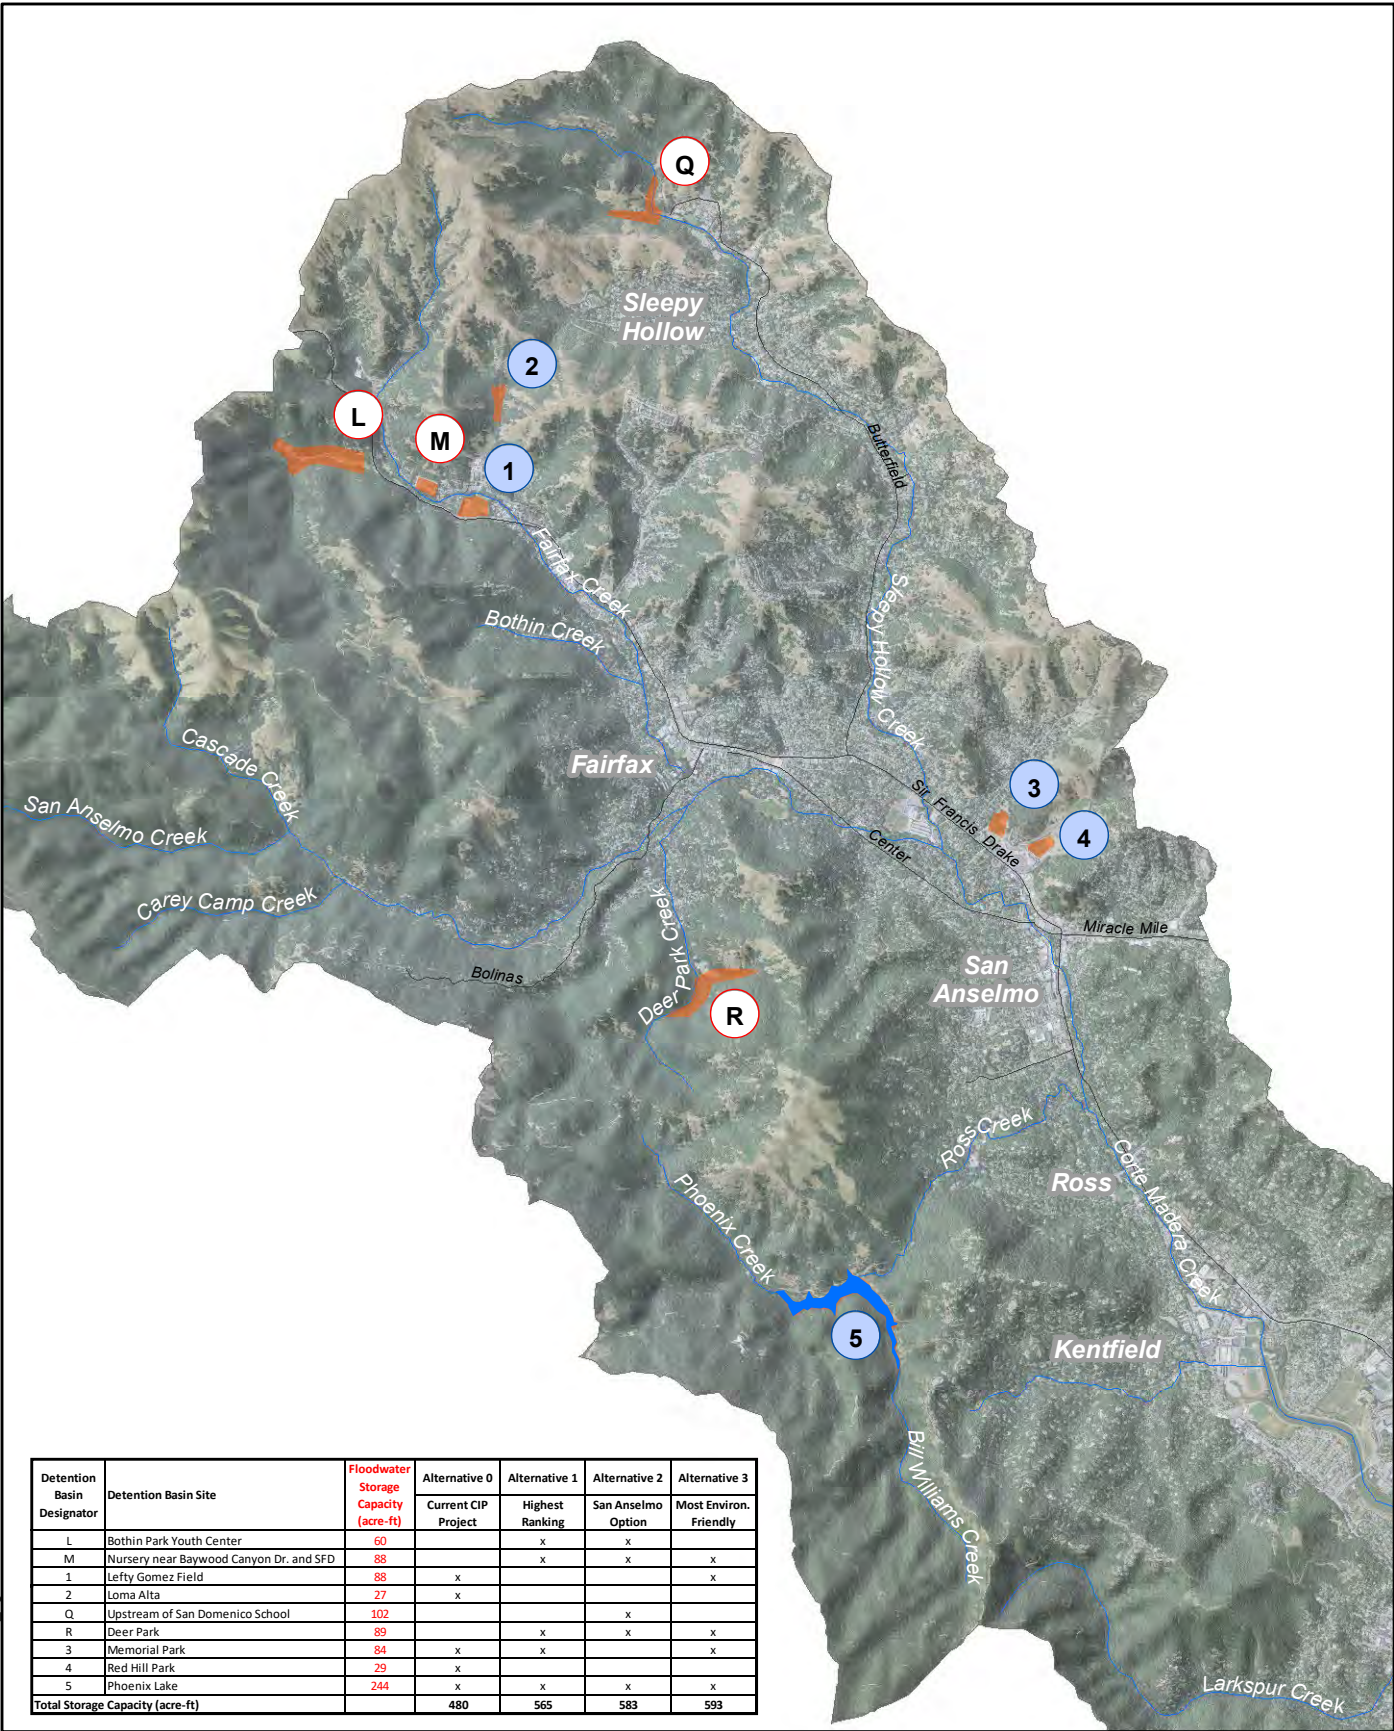 Q
Sleepy
Hollow
2
L
M
1
Butterfield
Fairfax Creek
Bothin Creek
Sleepy Hollow Creek
Cascade Creek
Fairfax
San Anselmo Creek
3
Sir Francis Drake
4
Center
Carey Camp Creek
Deer Park Creek
Miracle Mile
Bolinas
San
Anselmo
R
Ross Creek
Corte Madera Creek
Ross
Phoenix Creek
5
Kentfield
Bill Williams Creek
Larkspur Creek
Detention Basin Designator Detention Basin Site Floodwater Storage Capacity (acre-ft) Alternative 0 Alternative 1 Alternative 2 Alternative 3
Current CIP Project Highest Ranking San Anselmo Option Most Environ. Friendly
L Bothin Park Youth Center 60 x x
M Nursery near Baywood Canyon Dr. and SFD 88 x x x
1 Lefty Gomez Field 88 x x
2 Loma Alta 27 x
Q Upstream of San Domenico School 102 x
R Deer Park 89 x x x
3 Memorial Park 84 x x x
4 Red Hill Park 29 x
5 Phoenix Lake 244 x x x x
Total Storage Capacity (acre-ft) 480 565 583 593